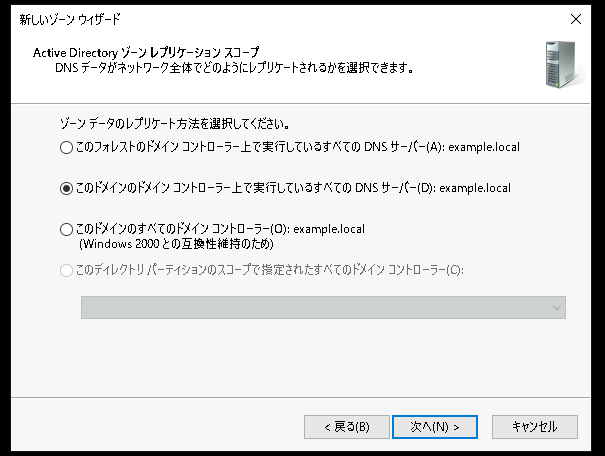 新しいゾーン ウィザード
Active Directory ゾーン レプリケーション スコープ
DNS データがネットワーク全体でどのようにレプリケートされるかを選択できます。
ゾーン データのレプリケート方法を選択してください。
このフォレストのドメイン コントローラー上で実行しているすべての DNS サーバー(A): example.local
このドメインのドメイン コントローラー上で実行しているすべての DNS サーバー(D): example.local
このドメインのすべてのドメイン コントローラー(O): example.local
(Windows 2000 との互換性維持のため)
このディレクトリ パーティションのスコープで指定されたすべてのドメイン コントローラー(C):
< 戻る(B) 次へ(N) > キャンセル